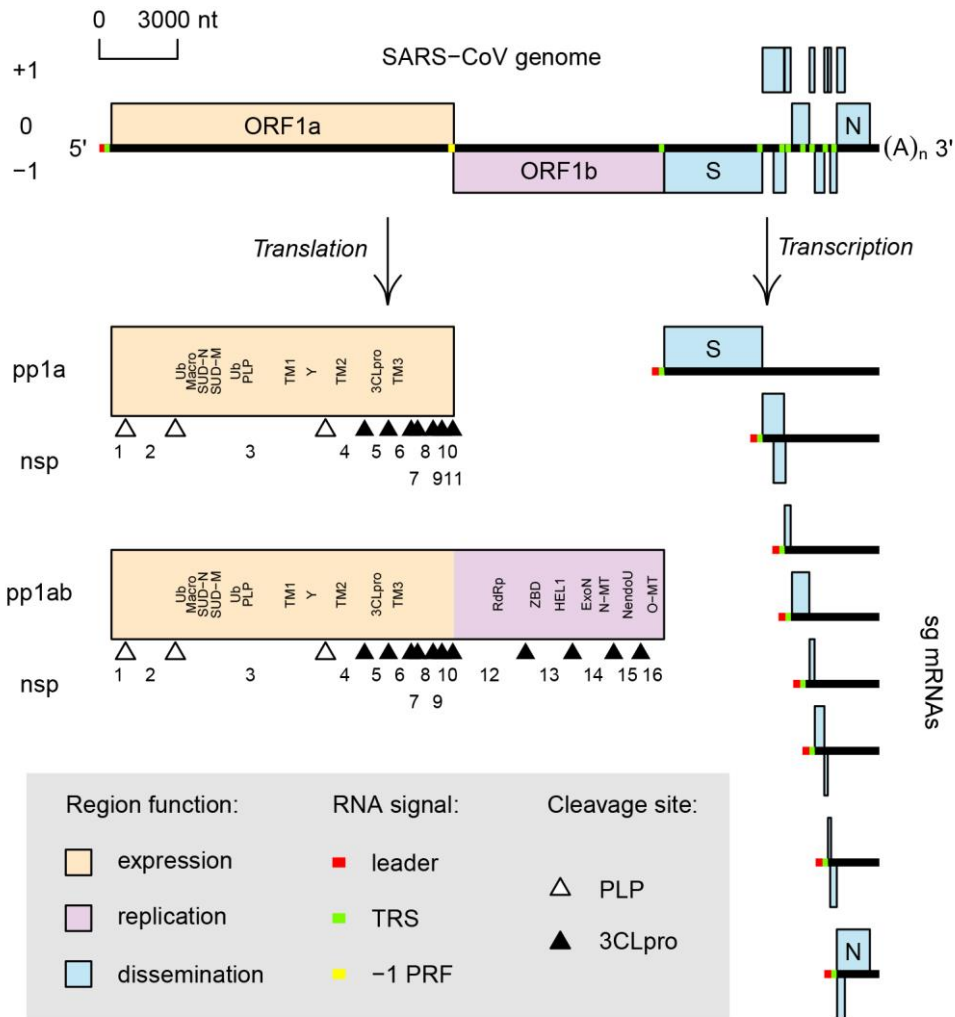 0 3000 nt
SARS−CoV genome
+1
0
−1
5'
ORF1a
ORF1b
S
N
(A)n 3'
Translation
Transcription
pp1a
Ub
Macro
SUD−N
SUD−M
Ub
PLP
TM1
Y
TM2
3CLpro
TM3
nsp
1 2 3 4 5 6 8 10
7 9 11
S
pp1ab
Ub
Macro
SUD−N
SUD−M
Ub
PLP
TM1
Y
TM2
3CLpro
TM3
RdRp
ZBD
HEL1
ExoN
N−MT
NendoU
O−MT
nsp
1 2 3 4 5 6 8 10 12 13 14 15 16
7 9
sg mRNAs
N
Region function:
expression
replication
dissemination
RNA signal:
leader
TRS
−1 PRF
Cleavage site:
PLP
3CLpro